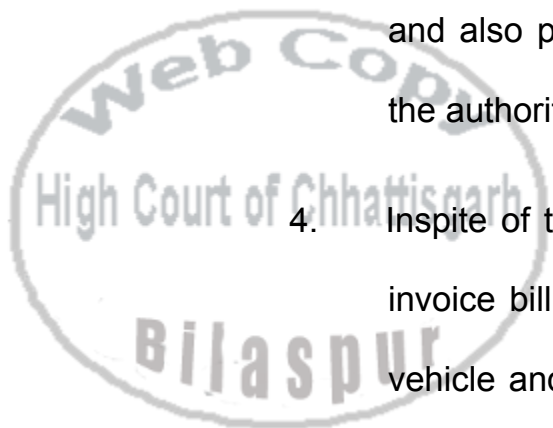 and also p
the authorit
Web Copy
High Court of Chhattisgarh
4. Inspite of t
invoice bill
Bilaspur
vehicle and